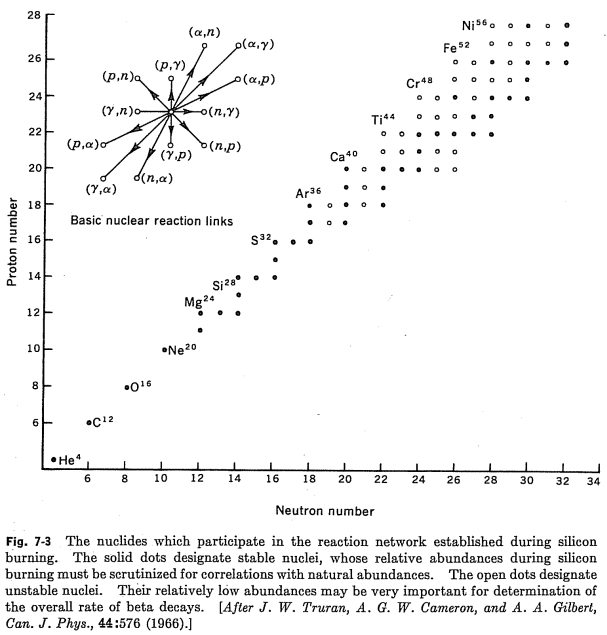 28
26
24
22
20
18
16
14
12
10
8
6
Proton number
Ni56
Fe52
Cr48
Ti44
Ca40
Ar36
S32
Si28
Mg24
Ne20
O16
C12
He4
(α,n)
(p,γ)
(α,γ)
(p,n)
(α,p)
(γ,n)
(n,γ)
(p,α)
(γ,p)
(n,p)
(γ,α)
(n,α)
Basic nuclear reaction links
6 8 10 12 14 16 18 20 22 24 26 28 30 32 34
Neutron number
Fig. 7-3 The nuclides which participate in the reaction network established during silicon
burning. The solid dots designate stable nuclei, whose relative abundances during silicon
burning must be scrutinized for correlations with natural abundances. The open dots designate
unstable nuclei. Their relatively low abundances may be very important for determination of
the overall rate of beta decays. [After J. W. Truran, A. G. W. Cameron, and A. A. Gilbert,
Can. J. Phys., 44:576 (1966).]